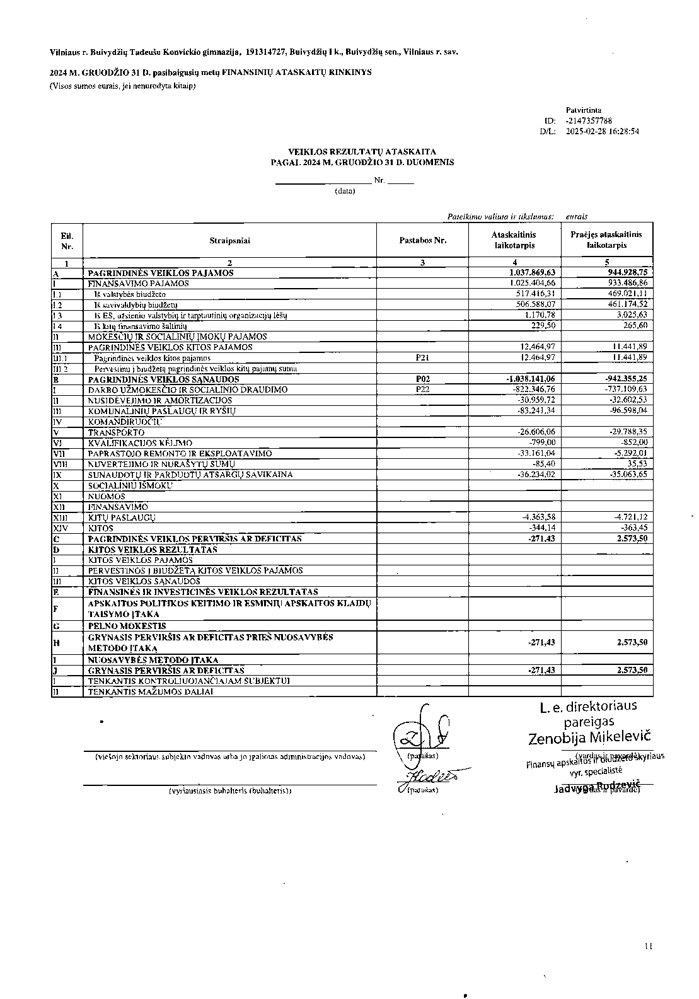 Vilniaus r. Buivydžių Tadeušo Konvickio gimnazija, 191314727, Buivydžių I k., Buivydžių sen., Vilniaus r. sav.
2024 M. GRUODŽIO 31 D. pasibaigusių metų FINANSINIŲ ATASKAITŲ RINKINYS
(Visos sumos eurais, jei nenurodyta kitaip)
Patvirtinta
ID: -2147357788
D/L: 2025-02-28 16:28:54
VEIKLOS REZULTATŲ ATASKAITA
PAGAL 2024 M. GRUODŽIO 31 D. DUOMENIS
_______________ Nr. ______
(data)
Pateikimo valiuta ir tikslumas: eurais
Eil. Nr. Straipsniai Pastabos Nr. Ataskaitinis laikotarpis Praėjęs ataskaitinis laikotarpis
1 2 3 4 5
A PAGRINDINĖS VEIKLOS PAJAMOS 1.037.869,63 944.928,75
I FINANSAVIMO PAJAMOS 1.025.404,66 933.486,86
I.1 Iš valstybės biudžeto 517.416,31 469.021,11
I.2 Iš savivaldybių biudžetų 506.588,07 461.174,52
I.3 Iš ES, užsienio valstybių ir tarptautinių organizacijų lėšų 1.170,78 3.025,63
I.4 Iš kitų finansavimo šaltinių 229,50 265,60
II MOKESČIŲ IR SOCIALINIŲ ĮMOKŲ PAJAMOS
III PAGRINDINĖS VEIKLOS KITOS PAJAMOS 12.464,97 11.441,89
III.1 Pagrindinės veiklos kitos pajamos P21 12.464,97 11.441,89
III.2 Pervestinų į biudžetą pagrindinės veiklos kitų pajamų suma
B PAGRINDINĖS VEIKLOS SĄNAUDOS P02 -1.038.141,06 -942.355,25
I DARBO UŽMOKESČIO IR SOCIALINIO DRAUDIMO P22 -822.346,76 -737.109,63
II NUSIDĖVĖJIMO IR AMORTIZACIJOS -30.959,72 -32.602,53
III KOMUNALINIŲ PASLAUGŲ IR RYŠIŲ -83.241,34 -96.598,04
IV KOMANDIRUOČIŲ
V TRANSPORTO -26.606,06 -29.788,35
VI KVALIFIKACIJOS KĖLIMO -799,00 -852,00
VII PAPRASTOJO REMONTO IR EKSPLOATAVIMO -33.161,04 -5.292,01
VIII NUVERTĖJIMO IR NURAŠYTŲ SUMŲ -85,40 35,53
IX SUNAUDOTŲ IR PARDUOTŲ ATSARGŲ SAVIKAINA -36.234,02 -35.063,65
X SOCIALINIŲ IŠMOKŲ
XI NUOMOS
XII FINANSAVIMO
XIII KITŲ PASLAUGŲ -4.363,58 -4.721,12
XIV KITOS -344,14 -363,45
C PAGRINDINĖS VEIKLOS PERVIRŠIS AR DEFICITAS -271,43 2.573,50
D KITOS VEIKLOS REZULTATAS
I KITOS VEIKLOS PAJAMOS
II PERVESTINOS Į BIUDŽETĄ KITOS VEIKLOS PAJAMOS
III KITOS VEIKLOS SĄNAUDOS
E FINANSINĖS IR INVESTICINĖS VEIKLOS REZULTATAS
F APSKAITOS POLITIKOS KEITIMO IR ESMINIŲ APSKAITOS KLAIDŲ TAISYMO ĮTAKA
G PELNO MOKESTIS
H GRYNASIS PERVIRŠIS AR DEFICITAS PRIEŠ NUOSAVYBĖS METODO ĮTAKĄ -271,43 2.573,50
I NUOSAVYBĖS METODO ĮTAKA
J GRYNASIS PERVIRŠIS AR DEFICITAS -271,43 2.573,50
I TENKANTIS KONTROLIUOJANČIAJAM SUBJEKTUI
II TENKANTIS MAŽUMOS DALIAI
L. e. direktoriaus
pareigas
Zenobija Mikelevič
(viešojo sektoriaus subjekto vadovas arba jo įgaliotas administracijos vadovas) (parašas) (vardas ir pavardė)
Finansų apskaitos ir biudžeto skyriaus
vyr. specialistė
Jadvyga Rudzevič
(vyriausiasis buhalteris (buhalteris)) (parašas) (vardas ir pavardė)
11